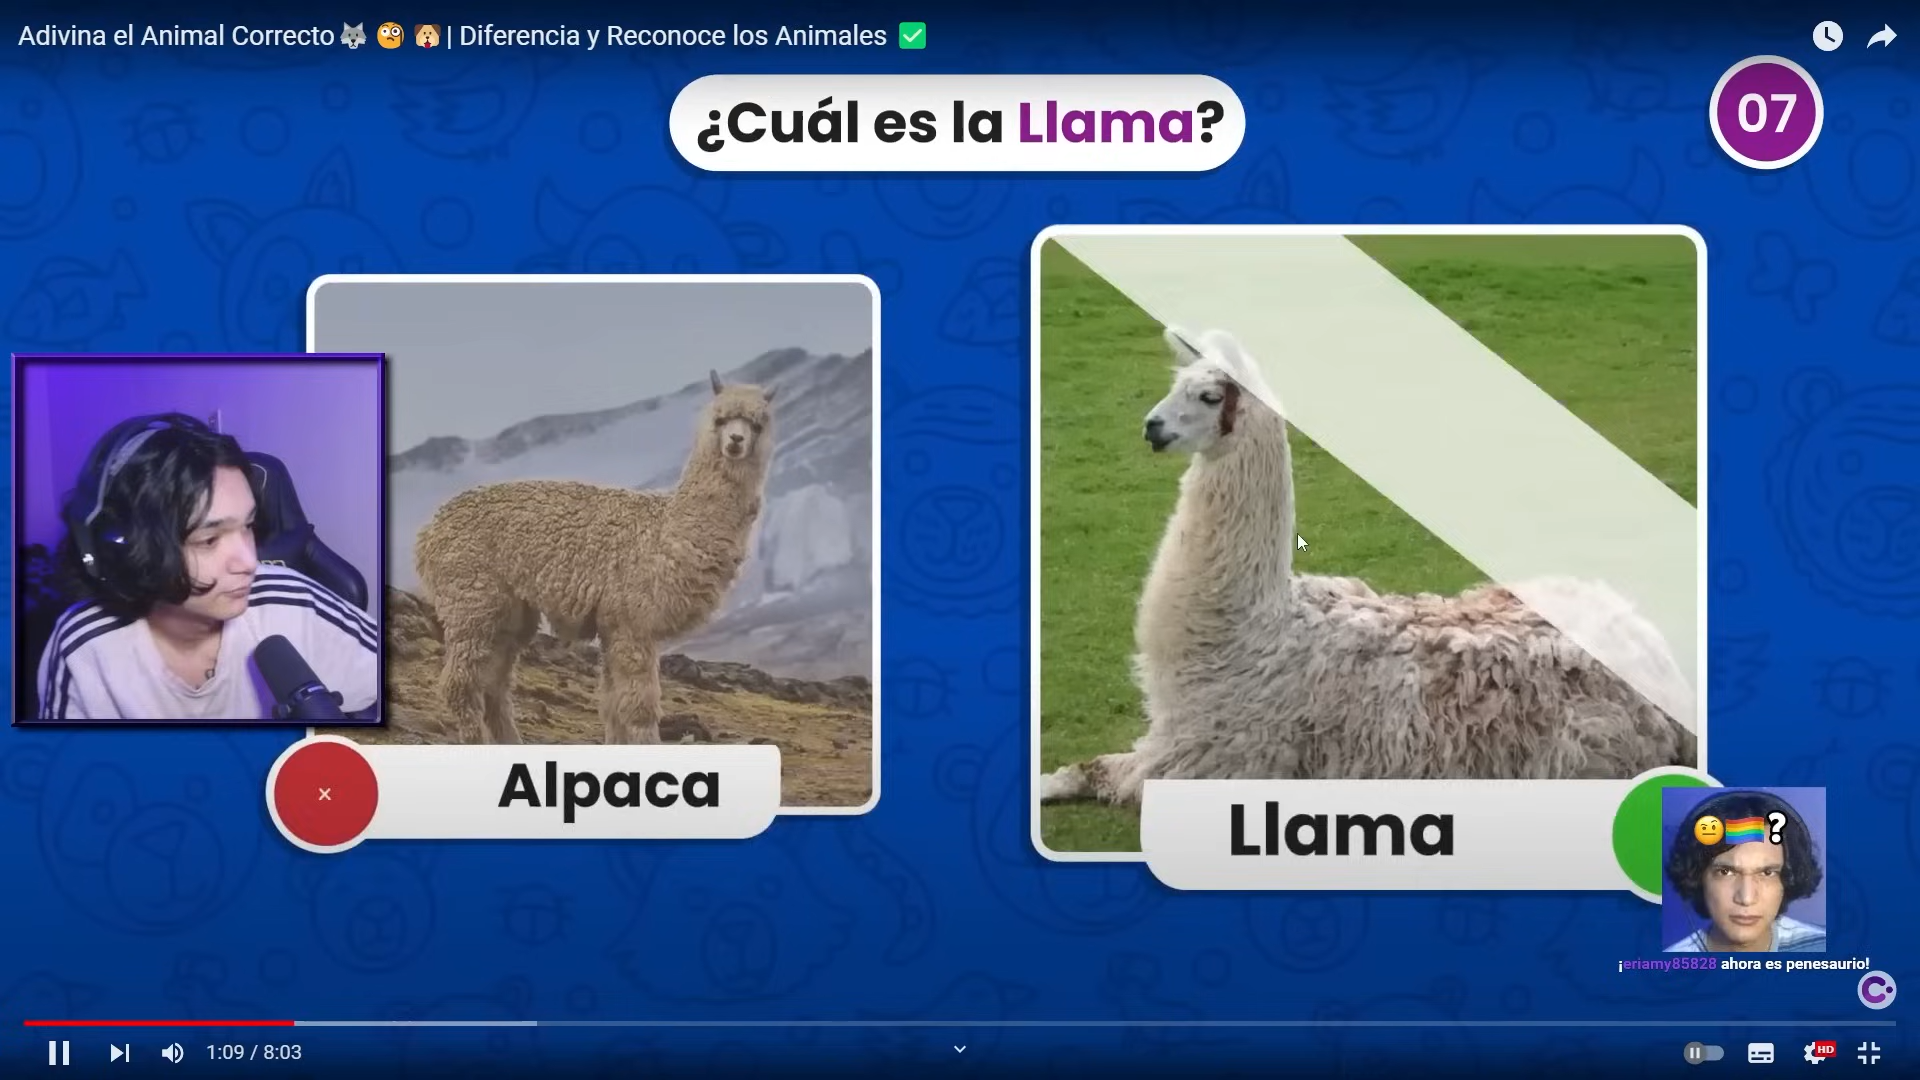 Adivina el Animal Correcto🐺 🧐 🐶| Diferencia y Reconoce los Animales ✅
¿Cuál es la Llama?
07
Alpaca
Llama
🤨🏳️‍🌈?
¡eriamy85828 ahora es penesaurio!
1:09 / 8:03
HD